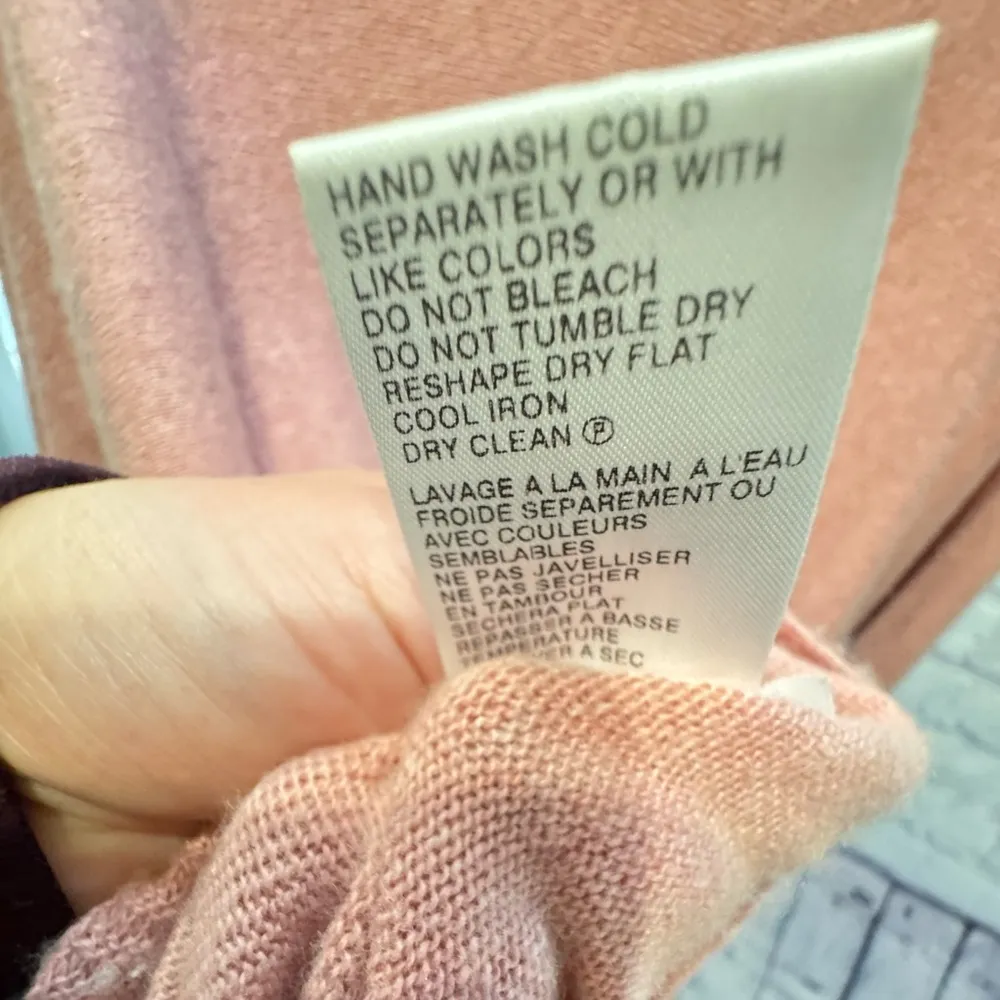 HAND WASH COLD
SEPARATELY OR WITH
LIKE COLORS
DO NOT BLEACH
DO NOT TUMBLE DRY
RESHAPE DRY FLAT
COOL IRON
DRY CLEAN Ⓟ
LAVAGE A LA MAIN A L'EAU
FROIDE SEPAREMENT OU
AVEC COULEURS
SEMBLABLES
NE PAS JAVELLISER
NE PAS SECHER
EN TAMBOUR
SECHER A PLAT
REPASSER A BASSE
TEMPERATURE
A SEC